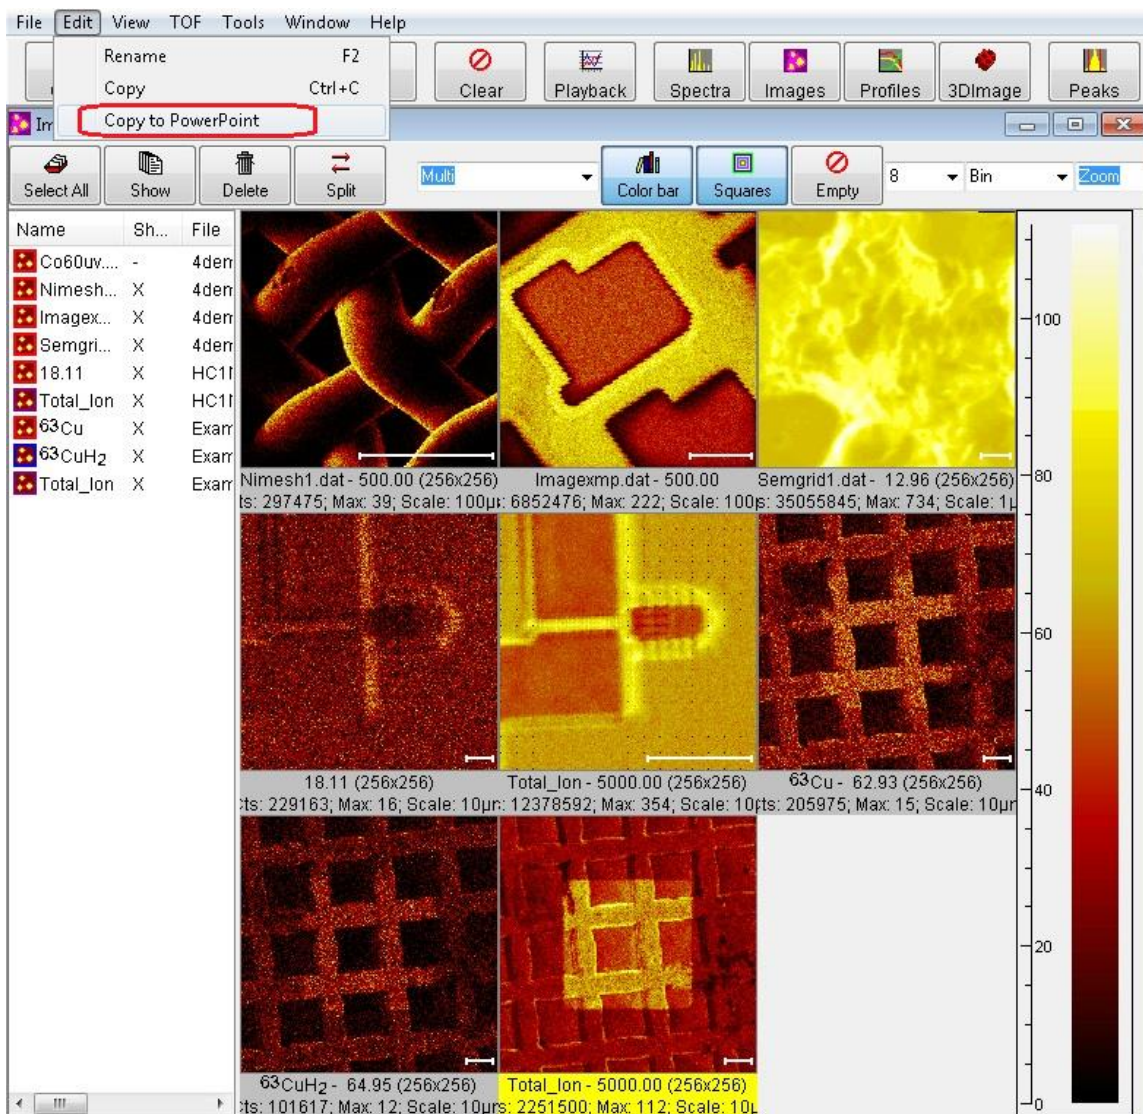 File Edit View TOF Tools Window Help
Rename F2
Copy Ctrl+C
Copy to PowerPoint
Clear Playback Spectra Images Profiles 3DImage Peaks
Im
Select All Show Delete Split Multi Color bar Squares Empty 8 Bin Zoom
Name Sh... File
Co60uv.... - 4dem
Nimesh... X 4dem
Imagex... X 4dem
Semgri... X 4dem
18.11 X HC1
Total_Ion X HC1
⁶³Cu X Exam
⁶³CuH₂ X Exam
Total_Ion X Exam
Nimesh1.dat - 500.00 (256x256) Imagexmp.dat - 500.00 Semgrid1.dat - 12.96 (256x256)
ts: 297475; Max: 39; Scale: 100µ : 6852476; Max: 222; Scale: 100 s: 35055845; Max: 734; Scale: 1µ
18.11 (256x256) Total_Ion - 5000.00 (256x256) ⁶³Cu - 62.93 (256x256)
cts: 229163; Max: 16; Scale: 10µ : 12378592; Max: 354; Scale: 10 ts: 205975; Max: 15; Scale: 10µ
⁶³CuH₂ - 64.95 (256x256) Total_Ion - 5000.00 (256x256)
cts: 101617; Max: 12; Scale: 10µ s: 2251500; Max: 112; Scale: 10µ
100
80
60
40
20
0